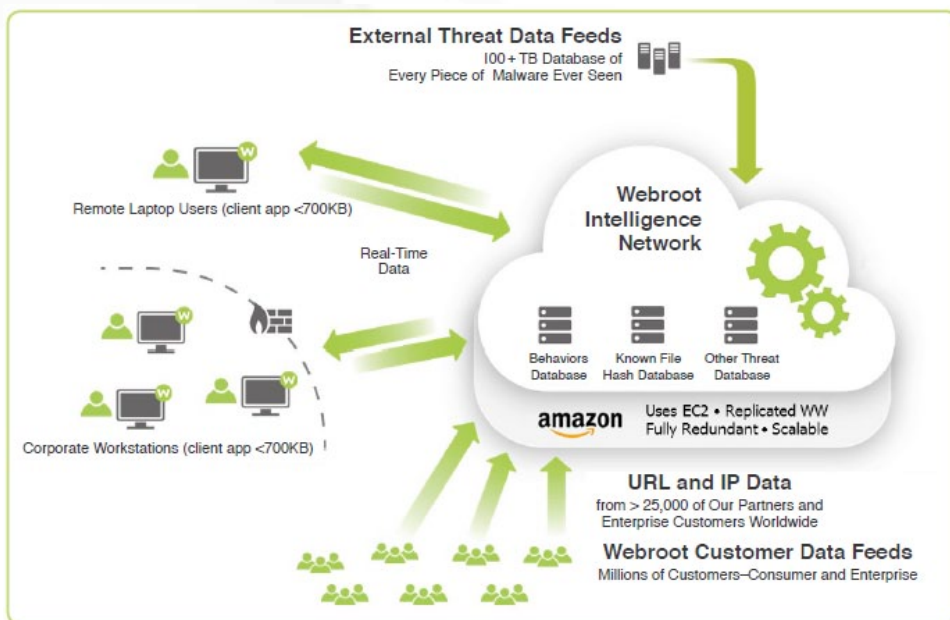 External Threat Data Feeds
100+ TB Database of
Every Piece of Malware Ever Seen
W
Remote Laptop Users (client app <700KB)
Real-Time
Data
Webroot
Intelligence
Network
W
W
W
Corporate Workstations (client app <700KB)
Behaviors
Database
Known File
Hash Database
Other Threat
Database
amazon
Uses EC2 • Replicated WW
Fully Redundant • Scalable
URL and IP Data
from > 25,000 of Our Partners and
Enterprise Customers Worldwide
Webroot Customer Data Feeds
Millions of Customers–Consumer and Enterprise